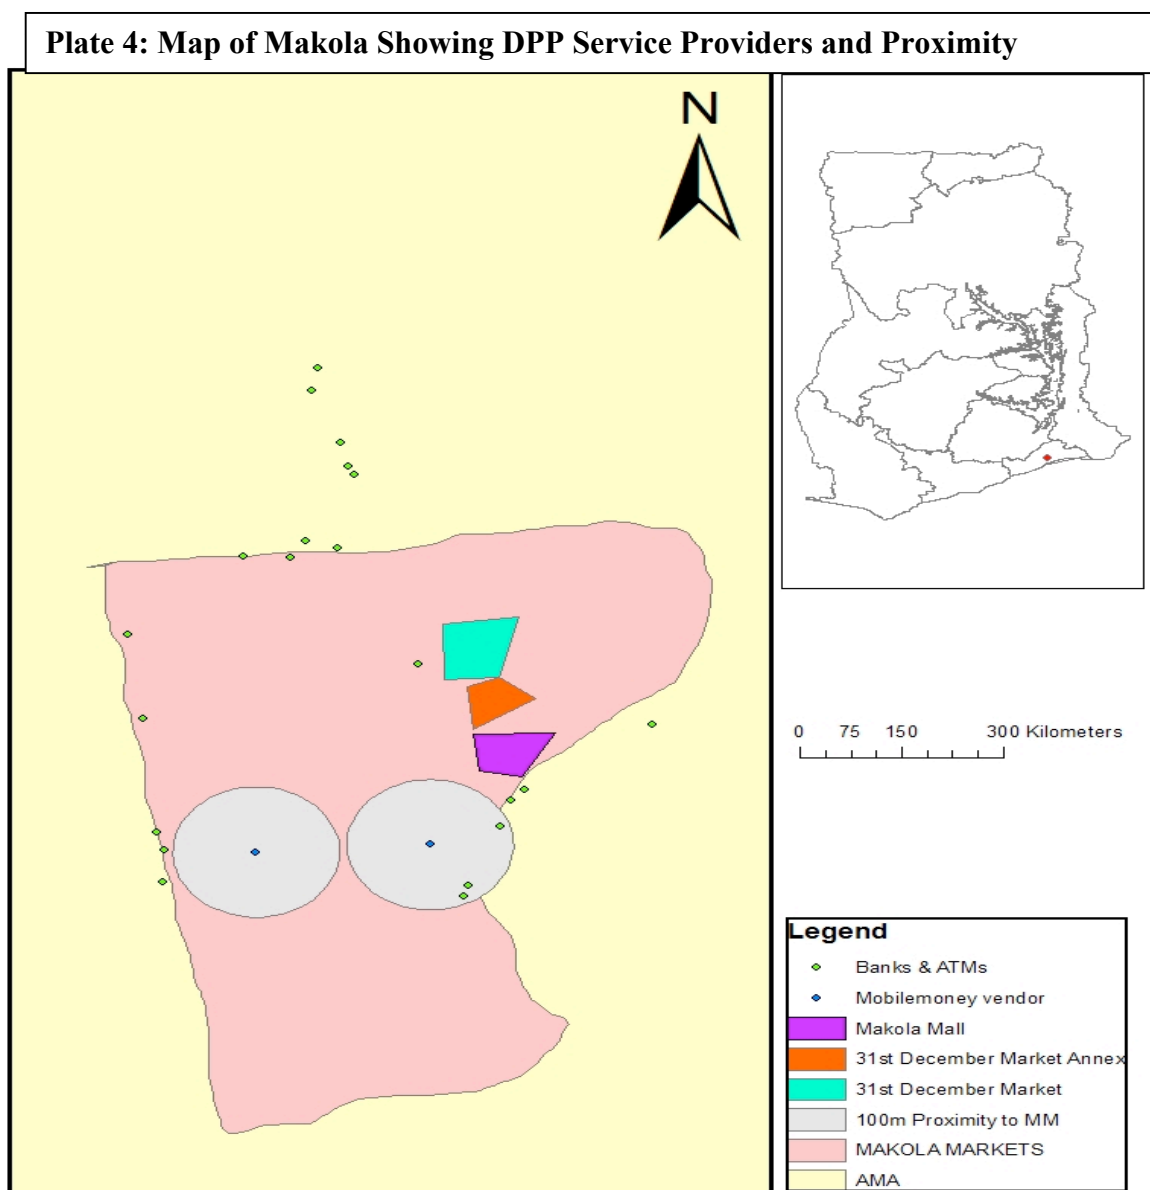 Plate 4: Map of Makola Showing DPP Service Providers and Proximity
N
0 75 150 300 Kilometers
Legend
Banks & ATMs
Mobilemoney vendor
Makola Mall
31st December Market Annex
31st December Market
100m Proximity to MM
MAKOLA MARKETS
AMA